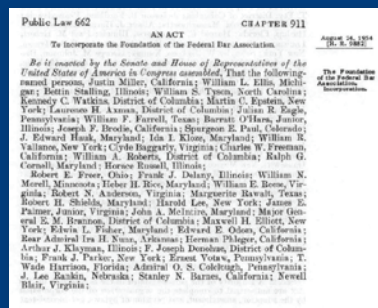 Public Law 662
CHAPTER 911
AN ACT
To incorporate the Foundation of the Federal Bar Association.
August 28, 1954
[H. R. 9882]
Be it enacted by the Senate and House of Representatives of the
United States of America in Congress assembled, That the following-
named persons, Justin Miller, California; William L. Ellis, Michi-
gan; Bettin Stalling, Illinois; William S. Tyson, North Carolina;
Kennedy C. Watkins, District of Columbia; Martin C. Epstein, New
York; Laurence H. Axman, District of Columbia; Julian R. Eagle,
Pennsylvania; William F. Farrell, Texas; Barratt O'Hara, Junior,
Illinois; Joseph F. Brodie, California; Spurgeon E. Paul, Colorado;
J. Edward Hauk, Maryland; Ida I. Kloze, Maryland; William R.
Vallance, New York; Clyde Baggarly, Virginia; Charles W. Freeman,
California; William A. Roberts, District of Columbia; Ralph G.
Cornell, Maryland; Horace Russell, Illinois;
The Foundation
of the Federal Bar
Association.
Incorporation.
Robert E. Freer, Ohio; Frank J. Delany, Illinois; William N.
Morell, Minnesota; Heber H. Rice, Maryland; William E. Reese, Vir-
ginia; Robert N. Anderson, Virginia; Marguerite Rawalt, Texas;
Robert H. Shields, Maryland; Harold Lee, New York; James E.
Palmer, Junior, Virginia; John A. McIntire, Maryland; Major Gen-
eral E. M. Brannon, District of Columbia; Maxwell H. Elliott, New
York; Edwin L. Fisher, Maryland; Edward E. Odom, California;
Rear Admiral Ira H. Nunn, Arkansas; Herman Phleger, California;
Arthur J. Klayman, Illinois; F. Joseph Donohue, District of Colum-
bia; Frank J. Parker, New York; Ernest Votaw, Pennsylvania; T.
Wade Harrison, Florida; Admiral O. S. Colclough, Pennsylvania;
J. Lee Rankin, Nebraska; Stanley N. Barnes, California; Newell
Blair, Virginia;